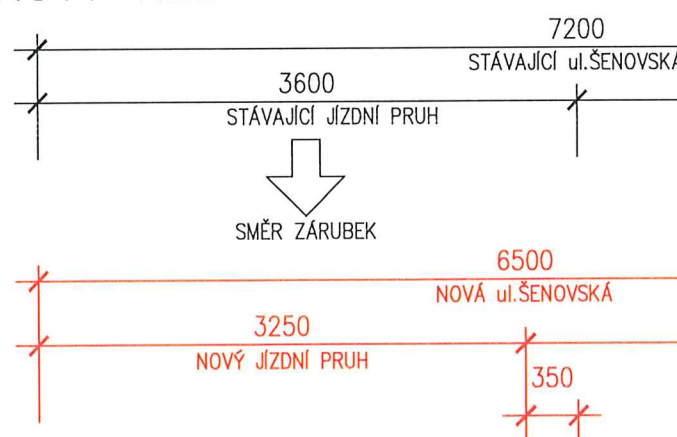 7200
STÁVAJÍCÍ ul.ŠENOVSKÁ
3600
STÁVAJÍCÍ JÍZDNÍ PRUH
SMĚR ZÁRUBEK
6500
NOVÁ ul.ŠENOVSKÁ
3250
NOVÝ JÍZDNÍ PRUH
350